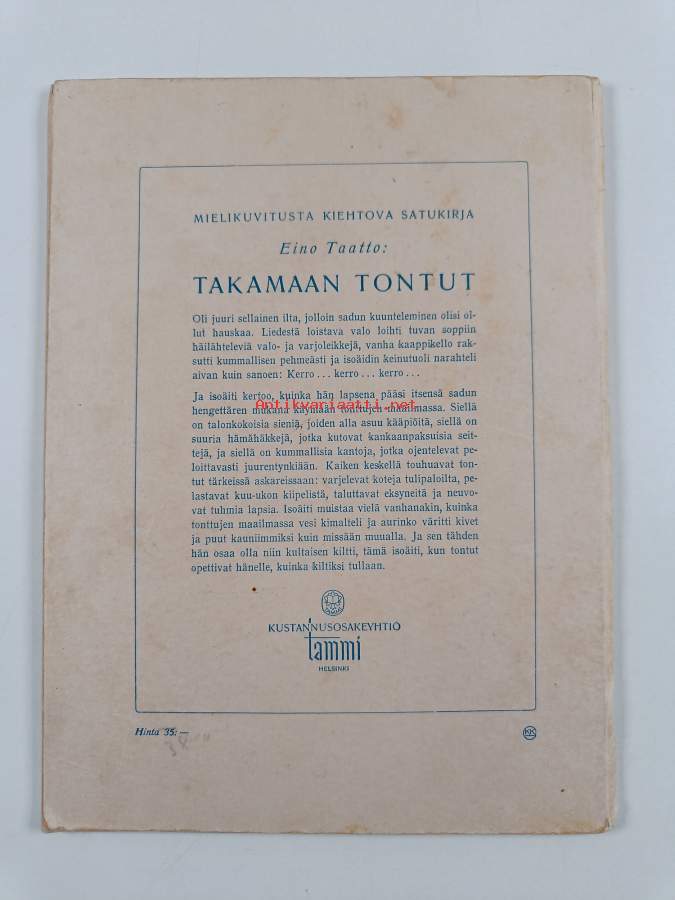 MIELIKUVITUSTA KIEHTOVA SATUKIRJA
Eino Taatto:
TAKAMAAN TONTUT
Oli juuri sellainen ilta, jolloin sadun kuunteleminen olisi ol-
lut hauskaa. Liedestä loistava valo loihti tuvan soppiin
häilähteleviä valo- ja varjoleikkejä, vanha kaappikello rak-
sutti kummallisen pehmeästi ja isoäidin keinutuoli narahteli
aivan kuin sanoen: Kerro ... kerro ... kerro ...
Ja isoäiti kertoo, kuinka hän lapsena pääsi itsensä sadun
hengettären mukana käymään tonttujen maailmassa. Siellä
Antikvariaatti.net
on talonkokoisia sieniä, joiden alla asuu kääpiöitä, siellä on
suuria hämähäkkejä, jotka kutovat kankaanpaksuisia seit-
tejä, ja siellä on kummallisia kantoja, jotka ojentelevat pe-
loittavasti juurentynkiään. Kaiken keskellä touhuavat ton-
tut tärkeissä askareissaan: varjelevat koteja tulipaloilta, pe-
lastavat kuu-ukon kiipelistä, taluttavat eksyneitä ja neuvo-
vat tuhmia lapsia. Isoäiti muistaa vielä vanhanakin, kuinka
tonttujen maailmassa vesi kimalteli ja aurinko väritti kivet
ja puut kauniimmiksi kuin missään muualla. Ja sen tähden
hän osaa olla niin kultaisen kiltti, tämä isoäiti, kun tontut
opettivat hänelle, kuinka kiltiksi tullaan.
KUSTANNUSOSAKEYHTIÖ
tammi
HELSINKI
Hinta 35: —
KK